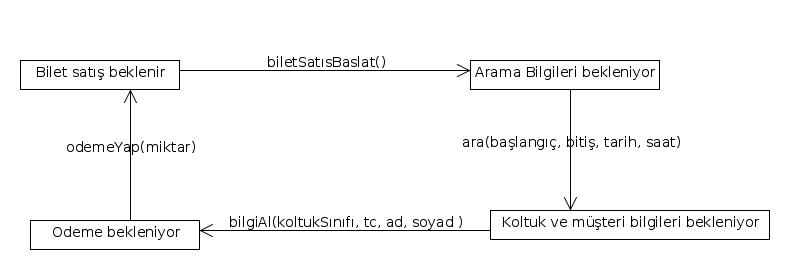 biletSatısBaslat()
Bilet satış beklenir
Arama Bilgileri bekleniyor
ara(başlangıç, bitiş, tarih, saat)
odemeYap(miktar)
bilgiAl(koltukSınıfı, tc, ad, soyad )
Koltuk ve müşteri bilgileri bekleniyor
Odeme bekleniyor